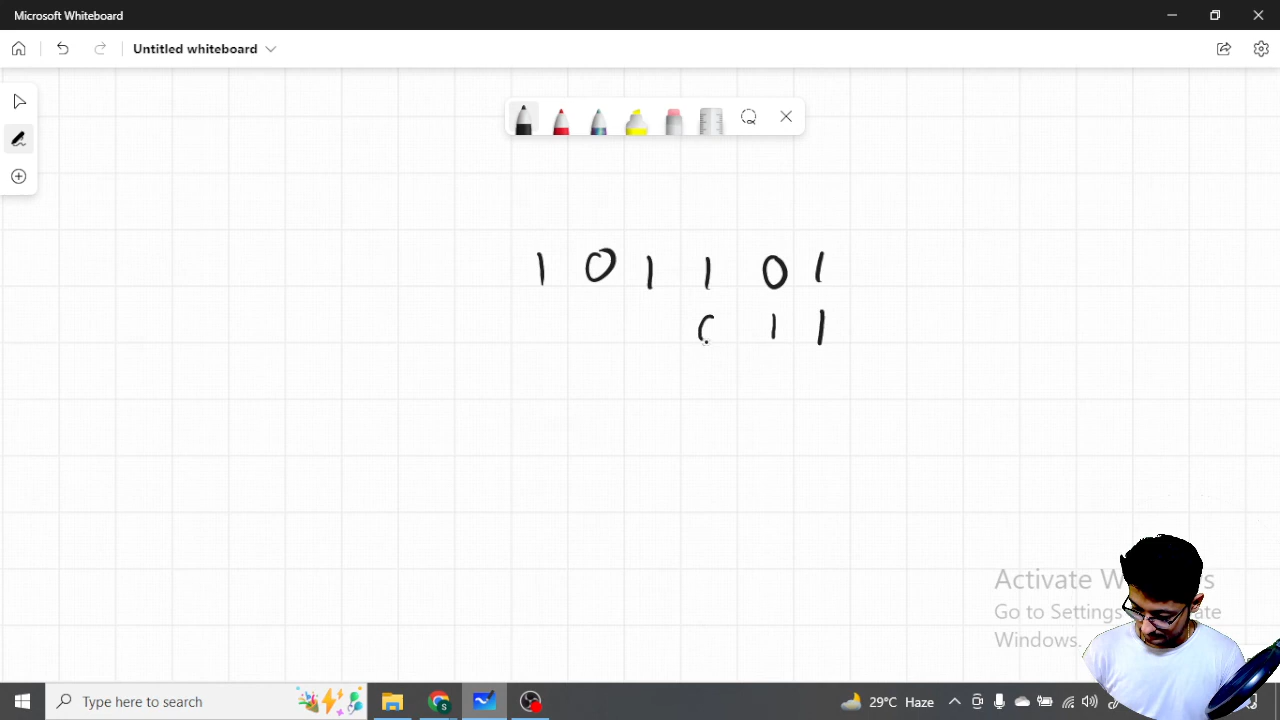 Microsoft Whiteboard
Untitled whiteboard
1 0 1 1 0 1
1 1
Activate W s
Go to Settings ate
Windows.
Type here to search
29°C Haze